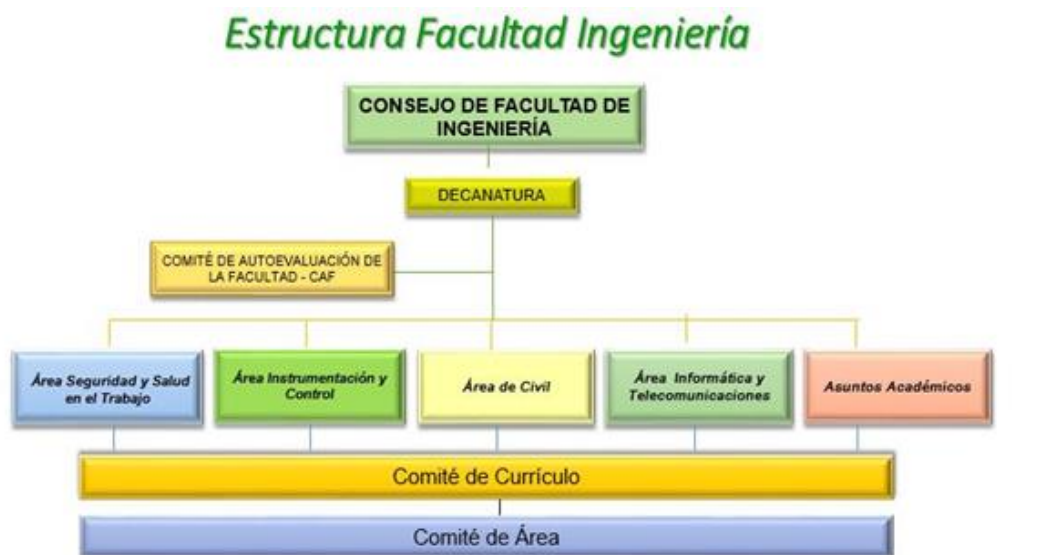 Estructura Facultad Ingeniería
CONSEJO DE FACULTAD DE
INGENIERÍA
DECANATURA
COMITÉ DE AUTOEVALUACIÓN DE
LA FACULTAD - CAF
Área Seguridad y Salud
en el Trabajo
Área Instrumentación y
Control
Área de Civil
Área Informática y
Telecomunicaciones
Asuntos Académicos
Comité de Currículo
Comité de Área